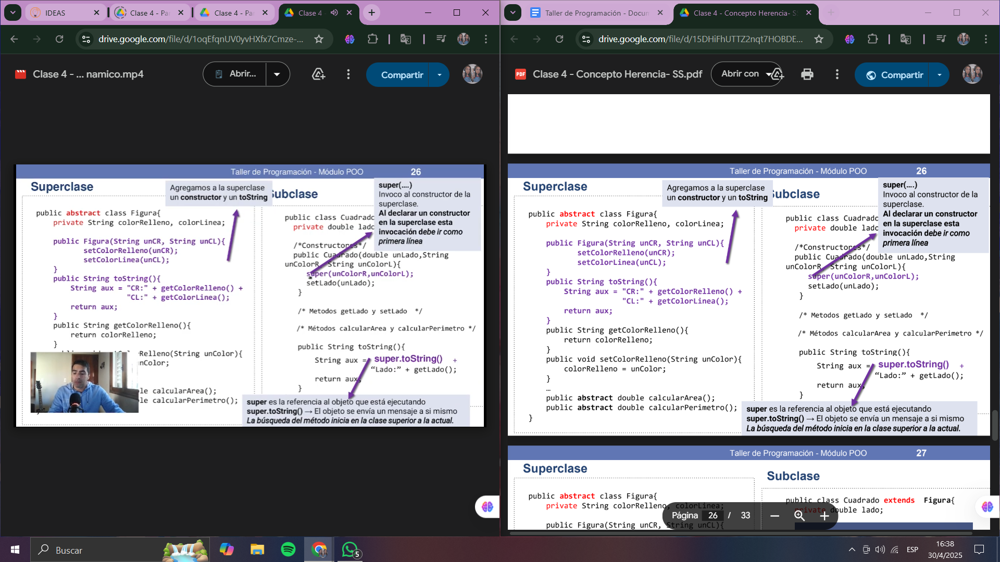 IDEAS
Clase 4 - Pa
Clase 4 - Pa
Clase 4
drive.google.com/file/d/1oqEfqnUV0yvHXfx7Cmze-...
Clase 4 - ... namico.mp4
Abrir...
Compartir
Taller de Programación - Módulo POO 26
Superclase
Agregamos a la superclase
un constructor y un toString
Subclase
super(....)
Invoco al constructor de la
superclase.
Al declarar un constructor
en la superclase esta
invocación debe ir como
primera línea
public abstract class Figura{
private String colorRelleno, colorLinea;
public Figura(String unCR, String unCL){
setColorRelleno(unCR);
setColorLinea(unCL);
}
public String toString(){
String aux = "CR:" + getColorRelleno() +
"CL:" + getColorLinea();
return aux;
}
public String getColorRelleno(){
return colorRelleno;
}
Relleno(String unColor){
nColor;
le calcularArea();
le calcularPerimetro();
public class Cuadrado
private double lado
/*Constructores*/
public Cuadrado(double unLado,String
unColorR, String unColorL){
super(unColorR,unColorL);
setLado(unLado);
}
/* Metodos getLado y setLado */
/* Métodos calcularArea y calcularPerimetro */
public String toString(){
String aux = super.toString() +
“Lado:” + getLado();
return aux;
}
super es la referencia al objeto que está ejecutando
super.toString() → El objeto se envía un mensaje a si mismo
La búsqueda del método inicia en la clase superior a la actual.
Taller de Programación - Docum
Clase 4 - Concepto Herencia- S
drive.google.com/file/d/15DHiFhUTTZ2nqt7HOBDE...
PDF
Clase 4 - Concepto Herencia- SS.pdf
Abrir con
Compartir
Taller de Programación - Módulo POO 26
Superclase
Agregamos a la superclase
un constructor y un toString
Subclase
super(....)
Invoco al constructor de la
superclase.
Al declarar un constructor
en la superclase esta
invocación debe ir como
primera línea
public abstract class Figura{
private String colorRelleno, colorLinea;
public Figura(String unCR, String unCL){
setColorRelleno(unCR);
setColorLinea(unCL);
}
public String toString(){
String aux = "CR:" + getColorRelleno() +
"CL:" + getColorLinea();
return aux;
}
public String getColorRelleno(){
return colorRelleno;
}
public void setColorRelleno(String unColor){
colorRelleno = unColor;
}
…
public abstract double calcularArea();
public abstract double calcularPerimetro();
}
public class Cuadrado
private double lado
/*Constructores*/
public Cuadrado(double unLado,String
unColorR, String unColorL){
super(unColorR,unColorL);
setLado(unLado);
}
/* Metodos getLado y setLado */
/* Métodos calcularArea y calcularPerimetro */
public String toString(){
String aux = super.toString() +
“Lado:” + getLado();
return aux;
}
super es la referencia al objeto que está ejecutando
super.toString() → El objeto se envía un mensaje a si mismo
La búsqueda del método inicia en la clase superior a la actual.
Taller de Programación - Módulo POO 27
Superclase
Subclase
public abstract class Figura{
private String colorRelleno, colorLinea;
public Figura(String unCR, String unCL){
public class Cuadrado extends Figura{
private double lado;
Página 26 / 33
Buscar
5
ESP
16:38
30/4/2025